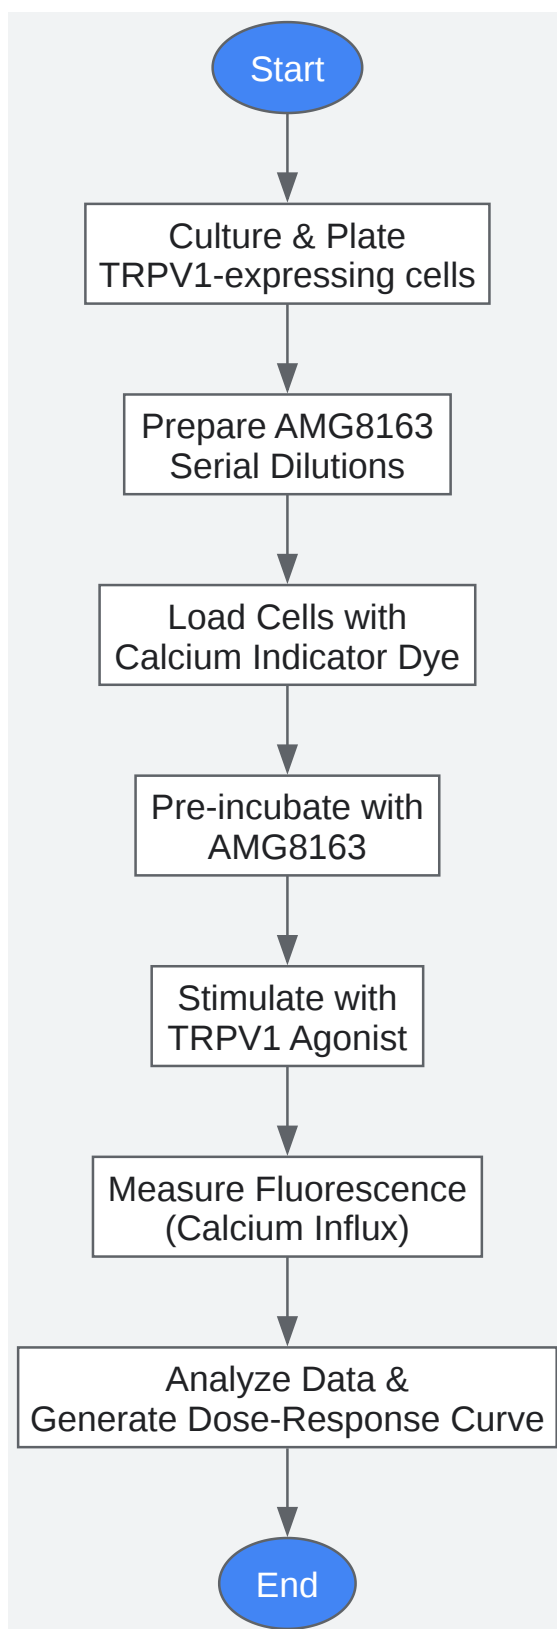 Start
Culture & Plate
TRPV1-expressing cells
Prepare AMG8163
Serial Dilutions
Load Cells with
Calcium Indicator Dye
Pre-incubate with
AMG8163
Stimulate with
TRPV1 Agonist
Measure Fluorescence
(Calcium Influx)
Analyze Data &
Generate Dose-Response Curve
End